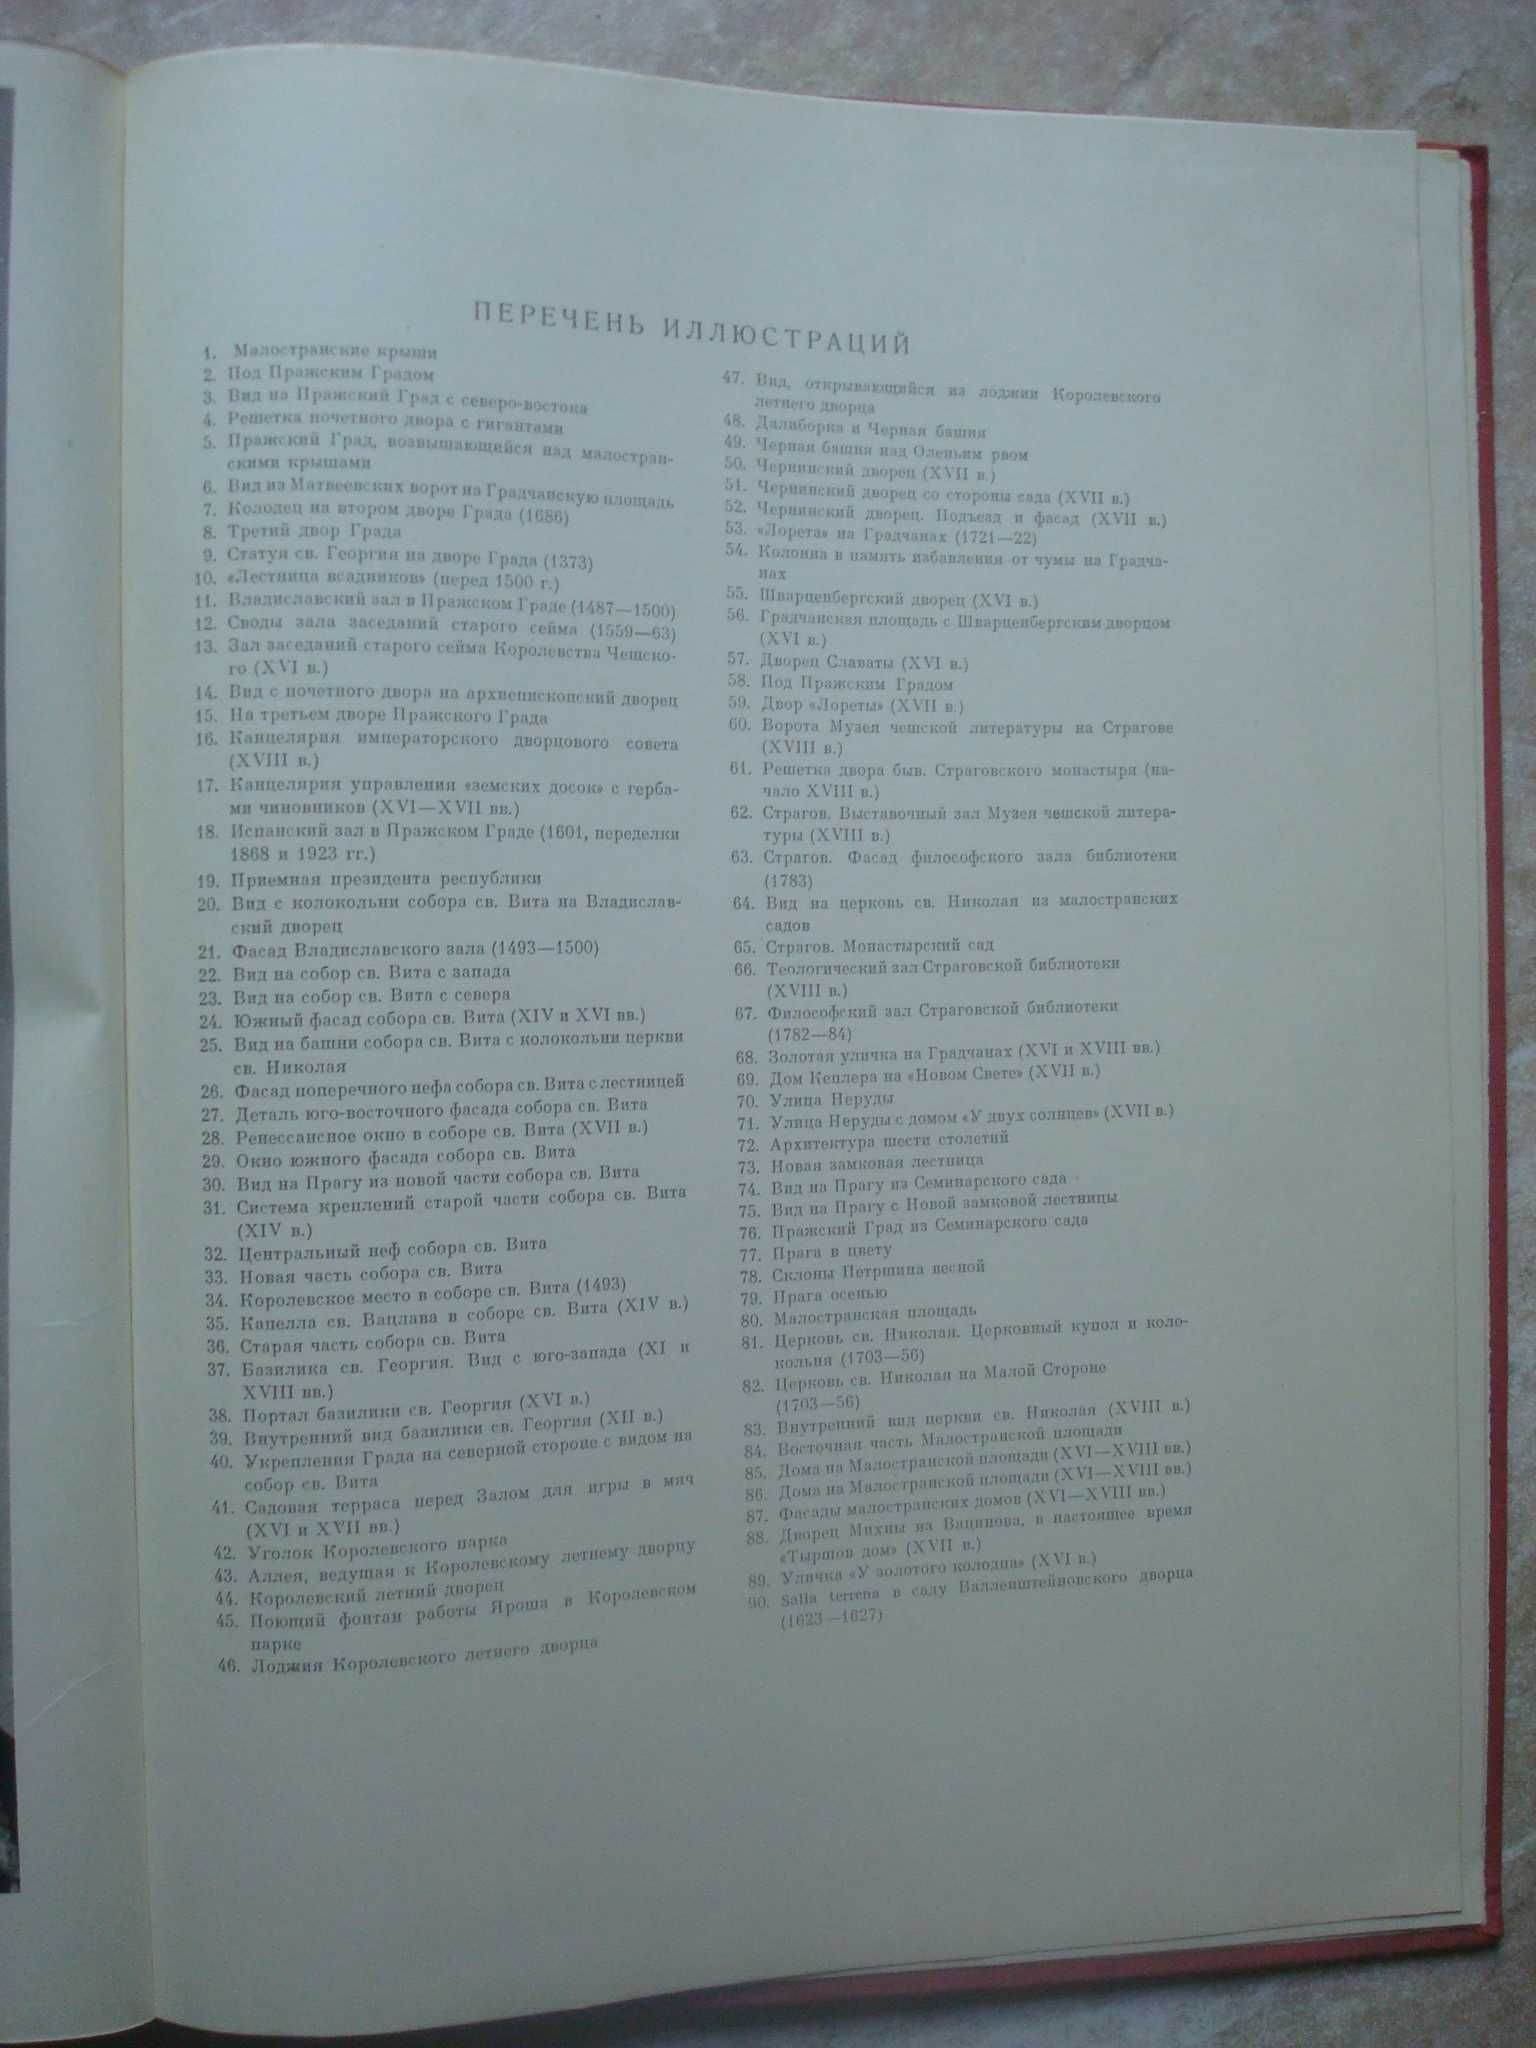 ПЕРЕЧЕНЬ ИЛЛЮСТРАЦИЙ
1. Малостранские крыши
2. Под Пражским Градом
3. Вид на Пражский Град с северо-востока
4. Решетка почетного двора с гигантами
5. Пражский Град, возвышающийся над малостран-
скими крышами
6. Вид из Матвеевских ворот на Градчанскую площадь
7. Колодец на втором дворе Града (1686)
8. Третий двор Града
9. Статуя св. Георгия на дворе Града (1373)
10. «Лестница всадников» (перед 1500 г.)
11. Владиславский зал в Пражском Граде (1487—1500)
12. Своды зала заседаний старого сейма (1559—63)
13. Зал заседаний старого сейма Королевства Чешско-
го (XVI в.)
14. Вид с почетного двора на архиепископский дворец
15. На третьем дворе Пражского Града
16. Канцелярия императорского дворцового совета
(XVIII в.)
17. Канцелярия управления «земских досок» с герба-
ми чиновников (XVI—XVII вв.)
18. Испанский зал в Пражском Граде (1601, переделки
1868 и 1923 гг.)
19. Приемная президента республики
20. Вид с колокольни собора св. Вита на Владислав-
ский дворец
21. Фасад Владиславского зала (1493—1500)
22. Вид на собор св. Вита с запада
23. Вид на собор св. Вита с севера
24. Южный фасад собора св. Вита (XIV и XVI вв.)
25. Вид на башни собора св. Вита с колокольни церкви
св. Николая
26. Фасад поперечного нефа собора св. Вита с лестницей
27. Деталь юго-восточного фасада собора св. Вита
28. Ренессансное окно в соборе св. Вита (XVII в.)
29. Окно южного фасада собора св. Вита
30. Вид на Прагу из новой части собора св. Вита
31. Система креплений старой части собора св. Вита
(XIV в.)
32. Центральный неф собора св. Вита
33. Новая часть собора св. Вита
34. Королевское место в соборе св. Вита (1493)
35. Капелла св. Вацлава в соборе св. Вита (XIV в.)
36. Старая часть собора св. Вита
37. Базилика св. Георгия. Вид с юго-запада (XI и
XVIII вв.)
38. Портал базилики св. Георгия (XVI в.)
39. Внутренний вид базилики св. Георгия (XII в.)
40. Укрепления Града на северной стороне с видом на
собор св. Вита
41. Садовая терраса перед Залом для игры в мяч
(XVI и XVII вв.)
42. Уголок Королевского парка
43. Аллея, ведущая к Королевскому летнему дворцу
44. Королевский летний дворец
45. Поющий фонтан работы Яроша в Королевском
парке
46. Лоджия Королевского летнего дворца
47. Вид, открывающийся из лоджии Королевского
летнего дворца
48. Далиборка и Черная башня
49. Черная башня над Оленьим рвом
50. Чернинский дворец (XVII в.)
51. Чернинский дворец со стороны сада (XVII в.)
52. Чернинский дворец. Подъезд и фасад (XVII в.)
53. «Лорета» на Градчанах (1721—22)
54. Колонна в память избавления от чумы на Градча-
нах
55. Шварценбергский дворец (XVI в.)
56. Градчанская площадь с Шварценбергским дворцом
(XVI в.)
57. Дворец Славаты (XVI в.)
58. Под Пражским Градом
59. Двор «Лореты» (XVII в.)
60. Ворота Музея чешской литературы на Страгове
(XVIII в.)
61. Решетка двора быв. Страговского монастыря (на-
чало XVIII в.)
62. Страгов. Выставочный зал Музея чешской литера-
туры (XVIII в.)
63. Страгов. Фасад философского зала библиотеки
(1783)
64. Вид на церковь св. Николая из малостранских
садов
65. Страгов. Монастырский сад
66. Теологический зал Страговской библиотеки
(XVIII в.)
67. Философский зал Страговской библиотеки
(1782—84)
68. Золотая уличка на Градчанах (XVI и XVIII вв.)
69. Дом Кеплера на «Новом Свете» (XVII в.)
70. Улица Неруды
71. Улица Неруды с домом «У двух солнцев» (XVII в.)
72. Архитектура шести столетий
73. Новая замковая лестница
74. Вид на Прагу из Семинарского сада
75. Вид на Прагу с Новой замковой лестницы
76. Пражский Град из Семинарского сада
77. Прага в цвету
78. Склоны Петршина весной
79. Прага осенью
80. Малостранская площадь
81. Церковь св. Николая. Церковный купол и коло-
кольня (1703—56)
82. Церковь св. Николая на Малой Стороне
(1703—56)
83. Внутренний вид церкви св. Николая (XVIII в.)
84. Восточная часть Малостранской площади
85. Дома на Малостранской площади (XVI—XVIII вв.)
86. Дома на Малостранской площади (XVI—XVIII вв.)
87. Фасады малостранских домов (XVI—XVIII вв.)
88. Дворец Михны из Вацинова, в настоящее время
«Тыршов дом» (XVII в.)
89. Уличка «У золотого колодца» (XVI в.)
90. Salla terrena в саду Валленштейновского дворца
(1623—1627)